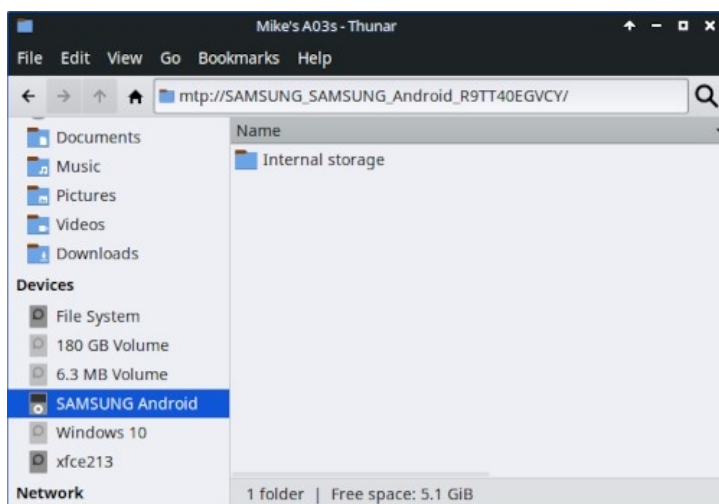 Mike's A03s - Thunar
File Edit View Go Bookmarks Help
mtp://SAMSUNG_SAMSUNG_Android_R9TT40EGVCY/
Documents
Music
Pictures
Videos
Downloads
Devices
File System
180 GB Volume
6.3 MB Volume
SAMSUNG Android
Windows 10
xfce213
Network
Name
Internal storage
1 folder | Free space: 5.1 GiB